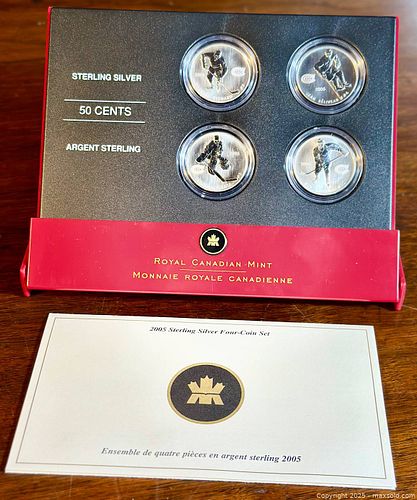 STERLING SILVER
50 CENTS
ARGENT STERLING
2005
ROYAL CANADIAN MINT
MONNAIE ROYALE CANADIENNE
2005 Sterling Silver Four-Coin Set
Ensemble de quatre pièces en argent sterling 2005
Copyright 2025 - maxsold.com